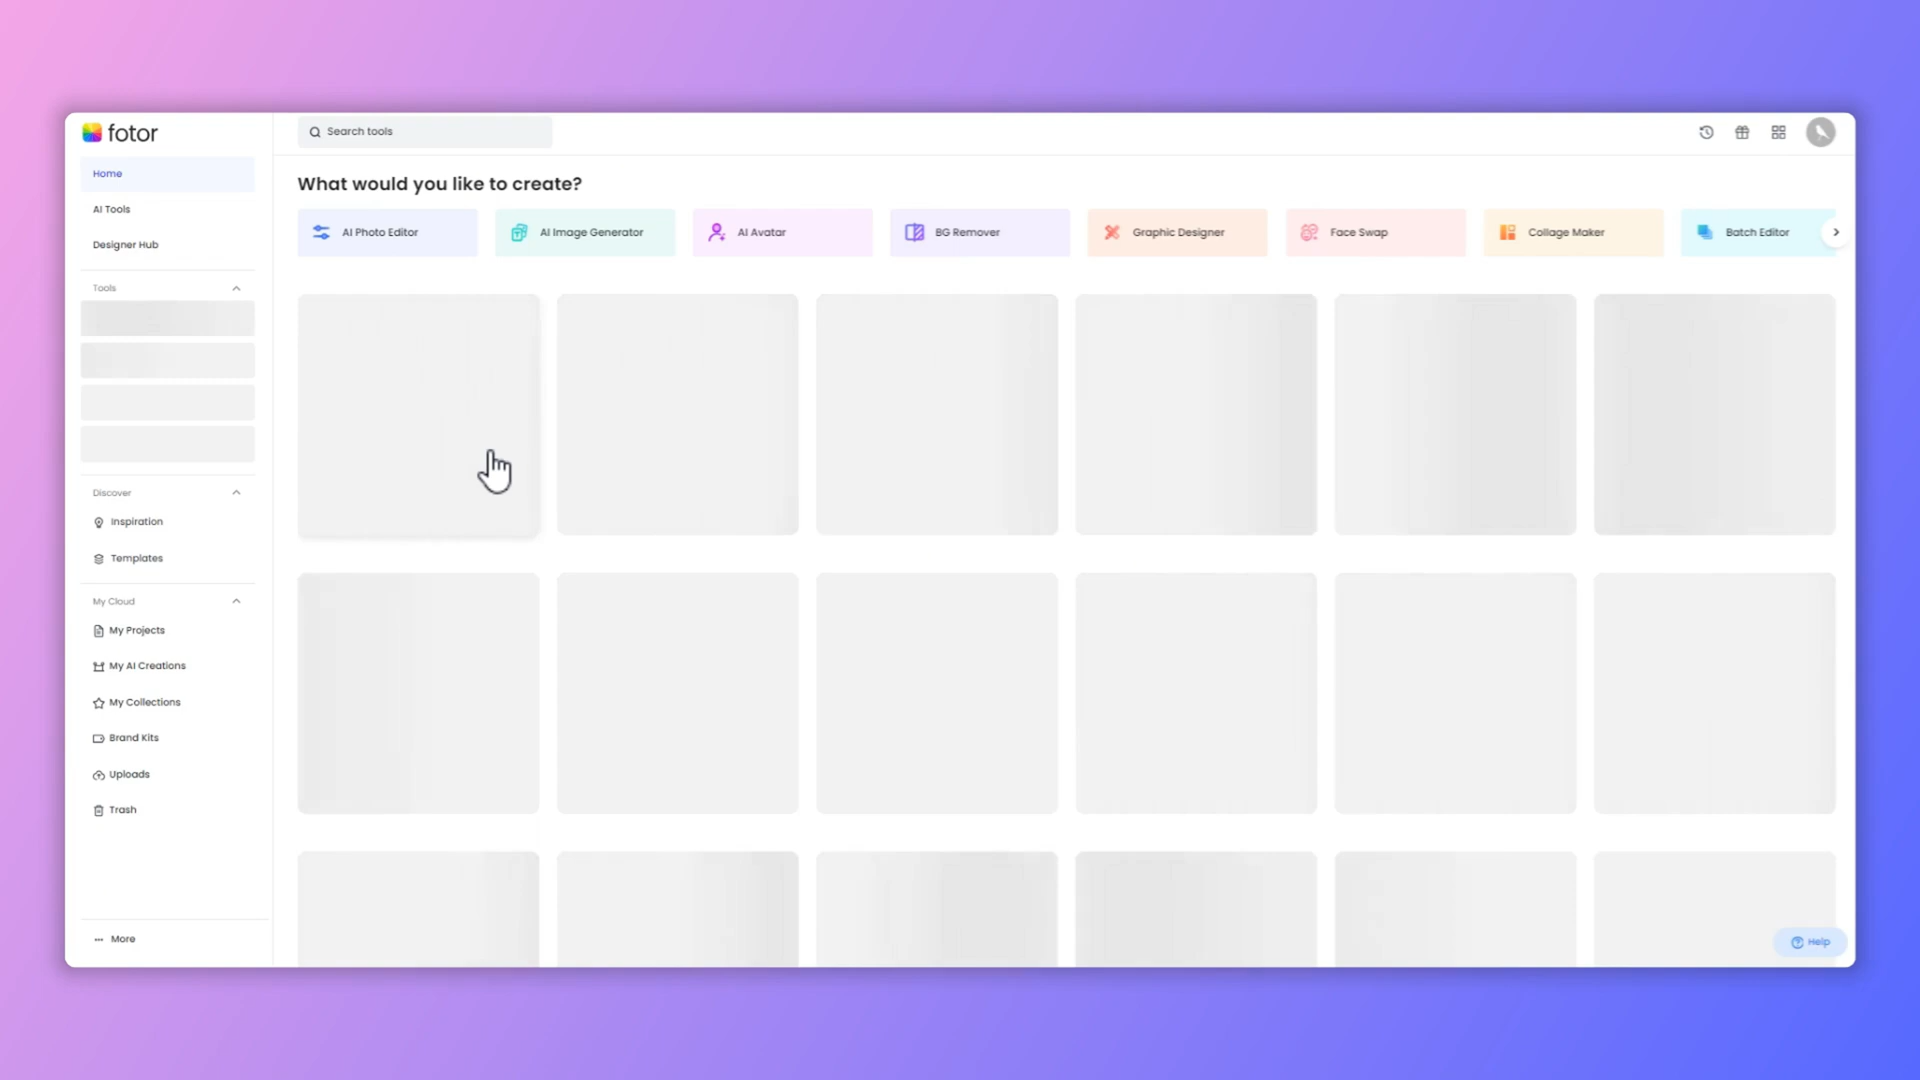 fotor
Search tools
Home
AI Tools
Designer Hub
Tools
Discover
Inspiration
Templates
My Cloud
My Projects
My AI Creations
My Collections
Brand Kits
Uploads
Trash
More
What would you like to create?
AI Photo Editor
AI Image Generator
AI Avatar
BG Remover
Graphic Designer
Face Swap
Collage Maker
Batch Editor
Help